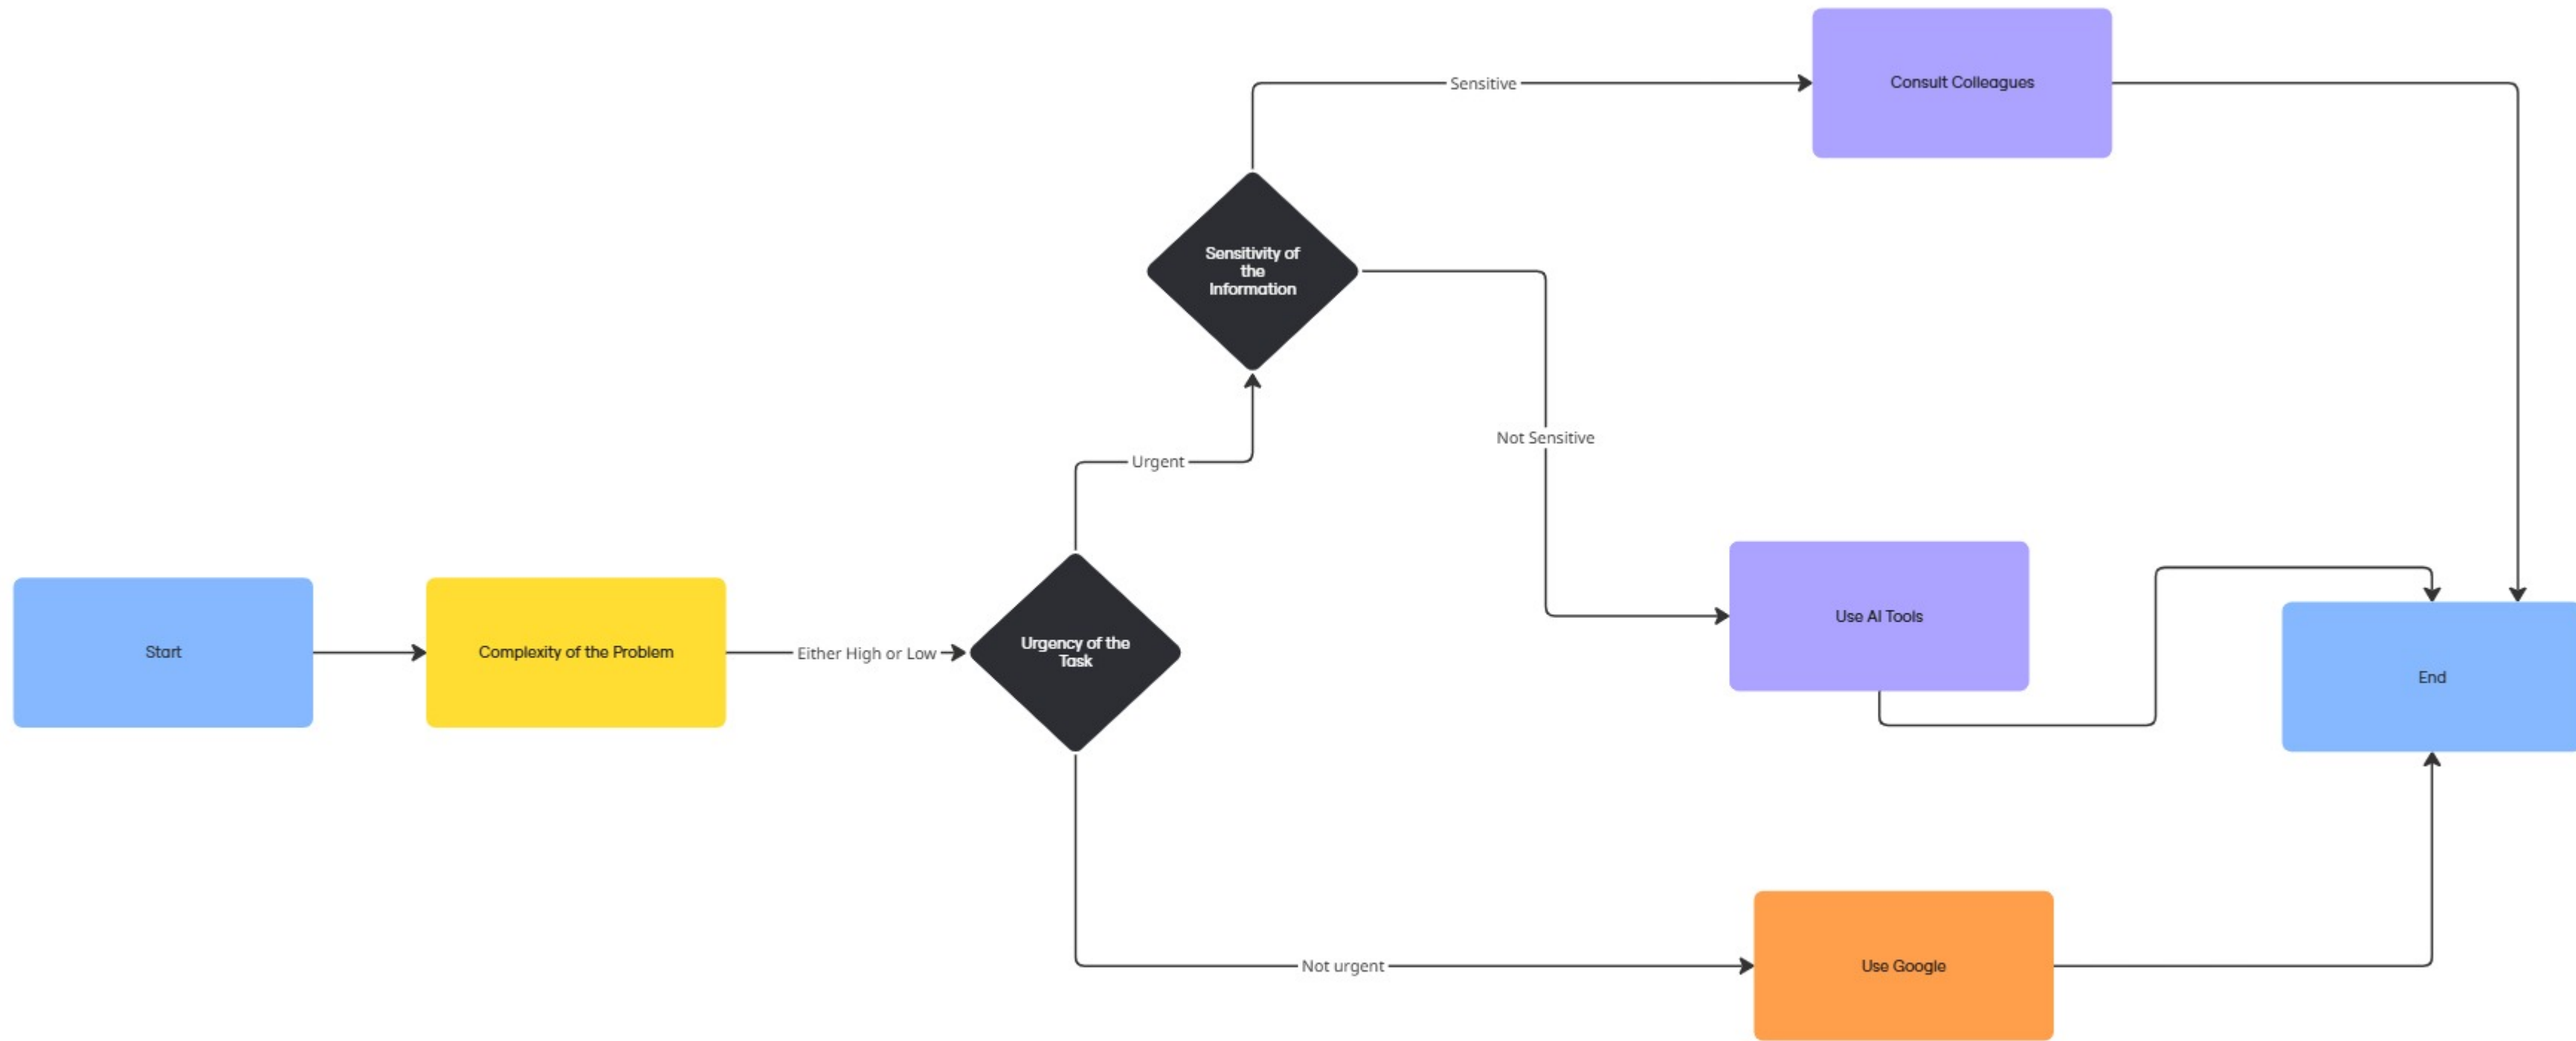 Sensitive
Consult Colleagues
Sensitivity of
the
Information
Not Sensitive
Urgent
Start
Complexity of the Problem
Either High or Low
Urgency of the
Task
Use AI Tools
End
Not urgent
Use Google